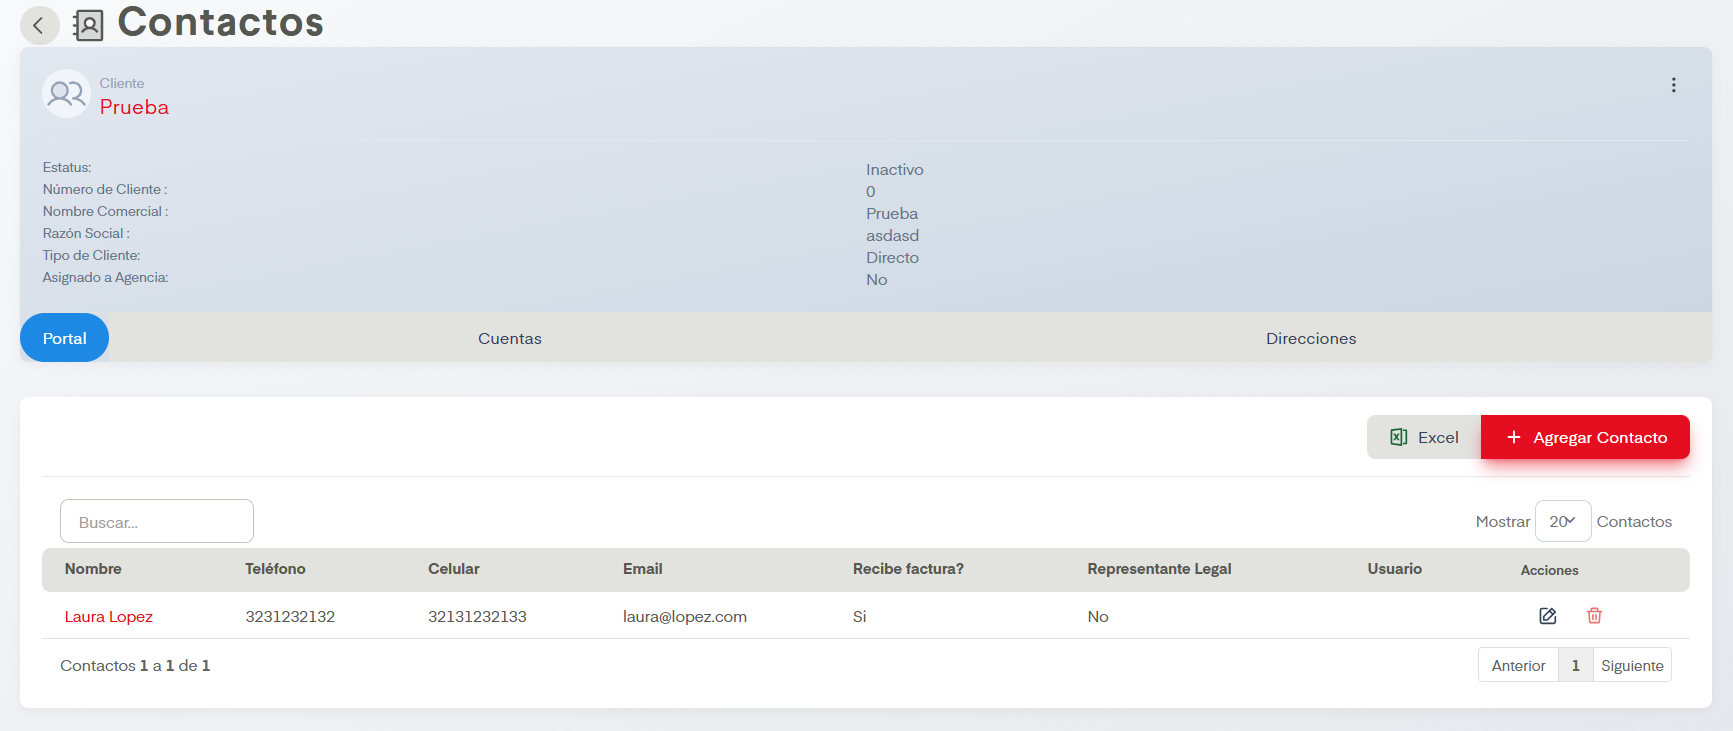 Contactos
Cliente
Prueba
Estatus: Inactivo
Número de Cliente : 0
Nombre Comercial : Prueba
Razón Social : asdasd
Tipo de Cliente: Directo
Asignado a Agencia: No
Portal Cuentas Direcciones
Excel + Agregar Contacto
Buscar... Mostrar 20 Contactos
Nombre Teléfono Celular Email Recibe factura? Representante Legal Usuario Acciones
Laura Lopez 3231232132 32131232133 laura@lopez.com Si No
Contactos 1 a 1 de 1 Anterior 1 Siguiente